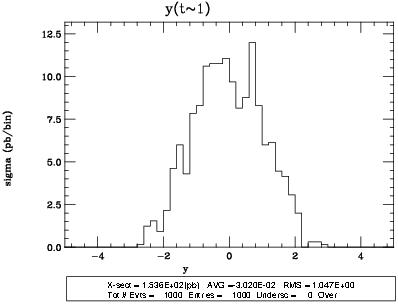 y(t~1)
12.5
10.0
7.5
5.0
2.5
0.0
sigma (pb/bin)
-4 -2 0 2 4
y
X-sect = 1.536E+02(pb) AVG =-3.020E-02 RMS = 1.047E+00
Tot # Evts = 1000 Entries = 1000 Undersc = 0 Over